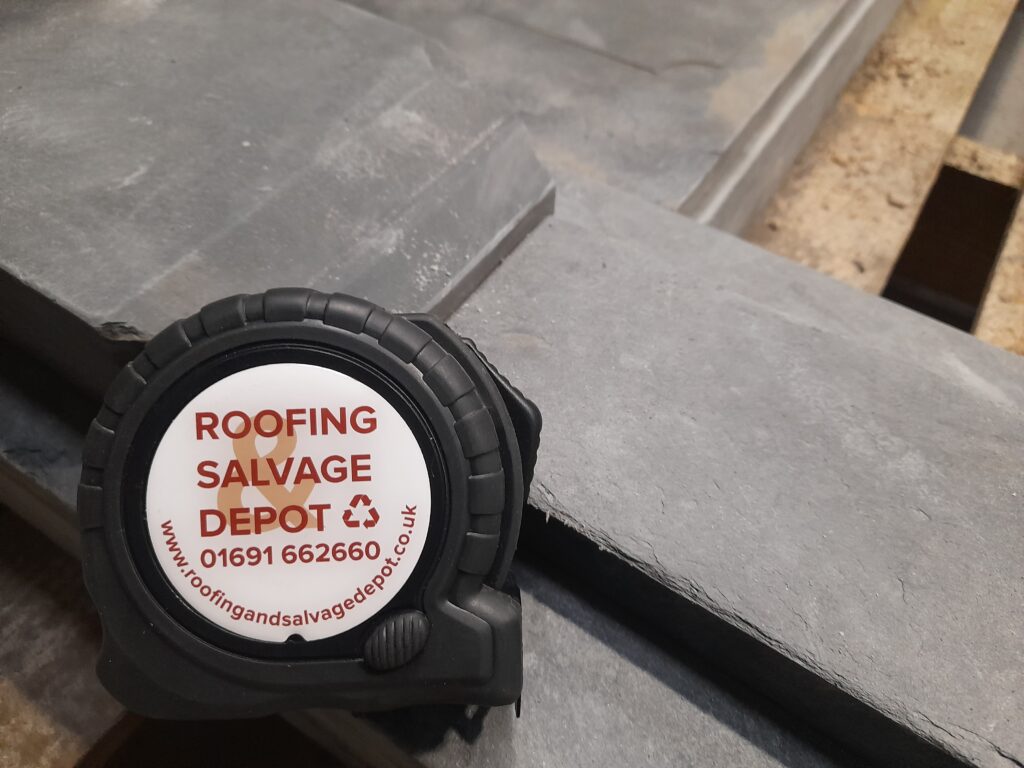 ROOFING
&
SALVAGE
DEPOT
01691 662660
www.roofingandsalvagedepot.co.uk